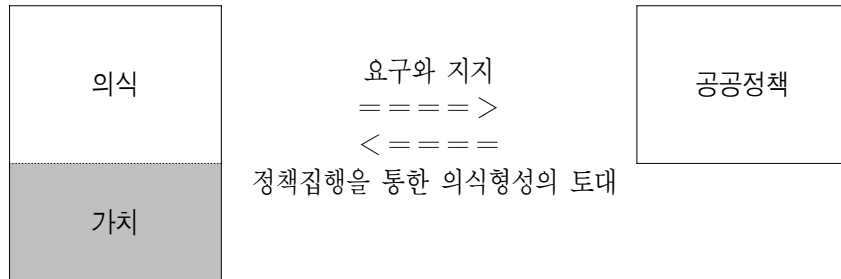 의식
요구와 지지
공공정책
====>
<====
정책집행을 통한 의식형성의 토대
가치